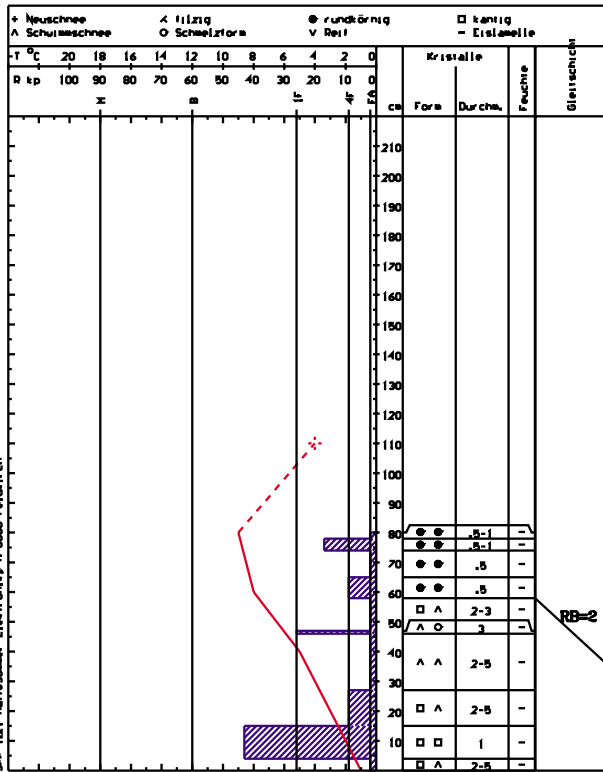 + Neuschnee ⁁ filzig ● rundkörnig □ kantig
^ Schwimmschnee O Schmelzform V Reif - Eislamelle
-T °C 20 18 16 14 12 10 8 6 4 2 0 Kristalle Feuchte Gleitschicht
R kp 100 90 80 70 60 50 40 30 20 10 0
K B 1F 4F FA cm Form Durchm.
210
200
190
180
170
160
150
140
130
120
110
100
90
80 ● ● .5-1 -
● ● .5-1 -
70 ● ● .5 -
60 ● ● .5 -
□ ^ 2-3 - RB=2
50 ^ O 3 -
40 ^ ^ 2-5 -
30
20 □ ^ 2-5 -
10 □ □ 1 -
□ ^ 2-5 -